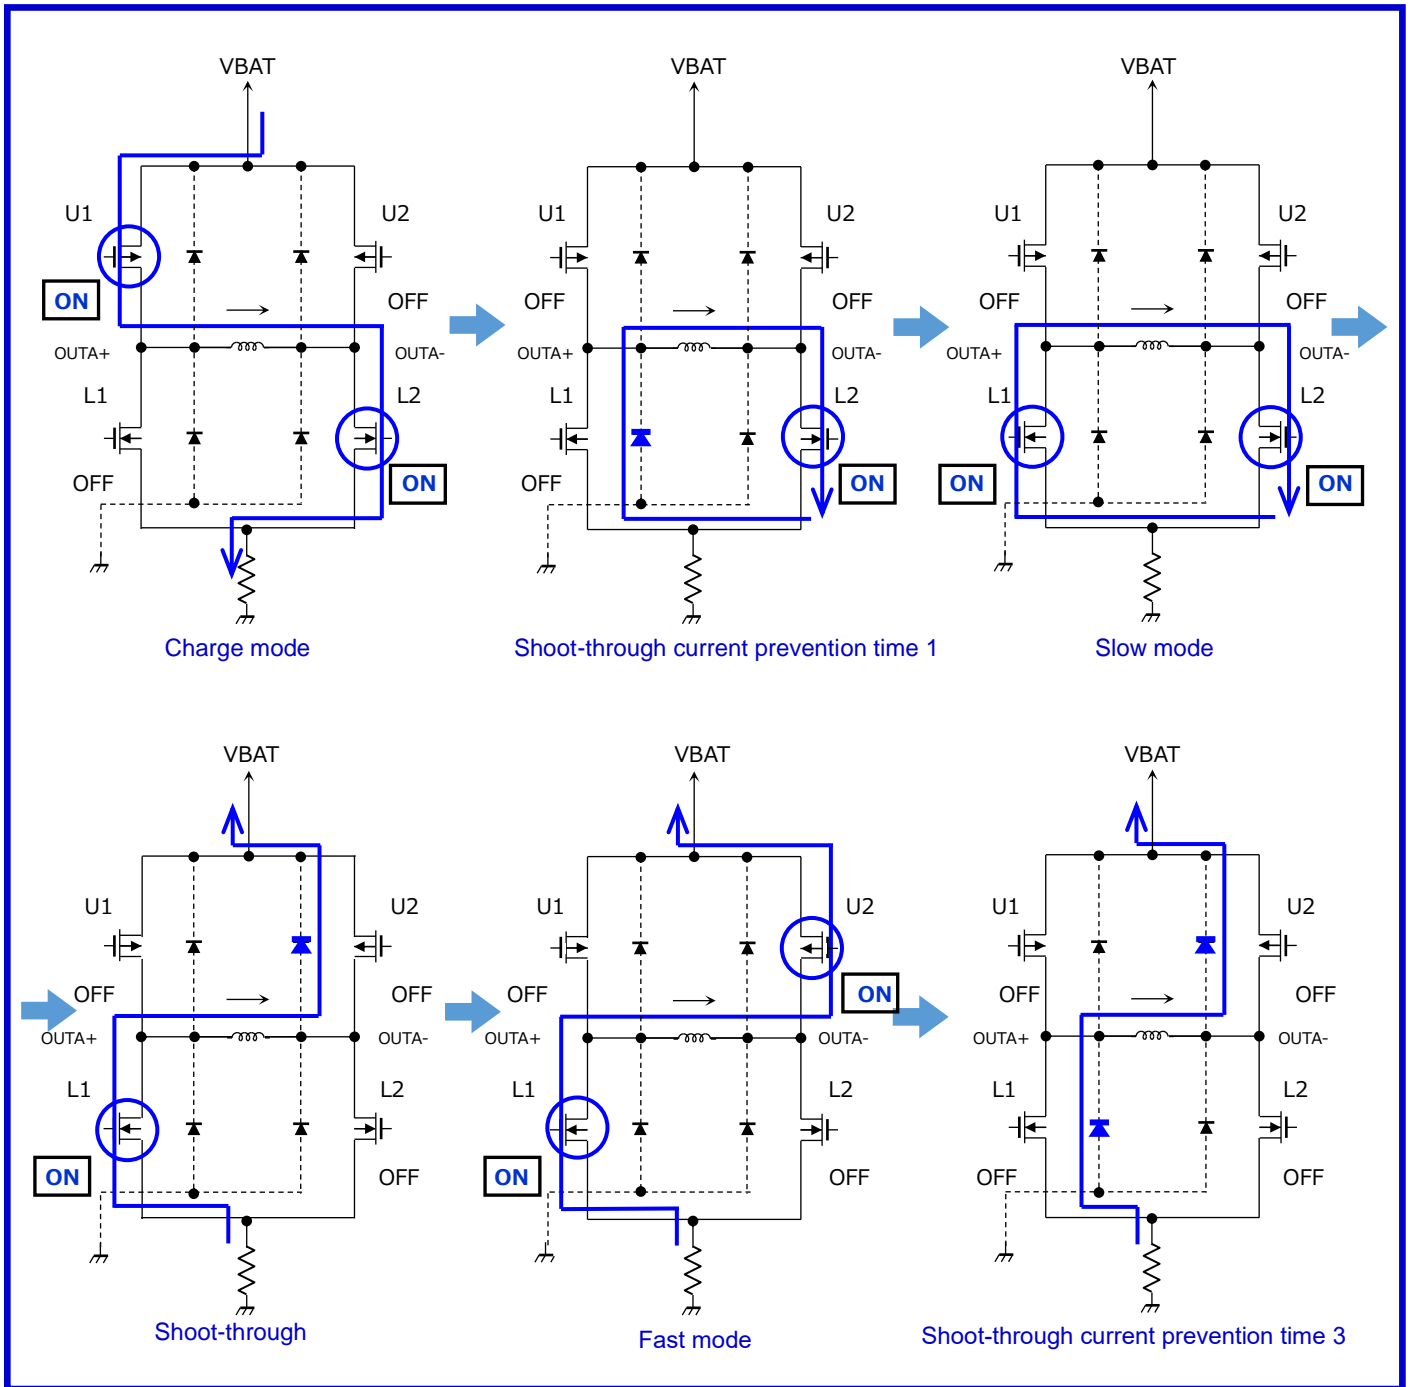 VBAT
VBAT
VBAT
U1
U2
U1
U2
U1
U2
ON
OFF
OFF
OFF
OFF
OFF
OUTA+
OUTA-
OUTA+
OUTA-
OUTA+
OUTA-
L1
L2
L1
L2
L1
L2
OFF
ON
OFF
ON
ON
ON
Charge mode
Shoot-through current prevention time 1
Slow mode
VBAT
VBAT
VBAT
U1
U2
U1
U2
U1
U2
OFF
OFF
OFF
ON
OFF
OFF
OUTA+
OUTA-
OUTA+
OUTA-
OUTA+
OUTA-
L1
L2
L1
L2
L1
L2
ON
OFF
ON
OFF
OFF
OFF
Shoot-through
Fast mode
Shoot-through current prevention time 3